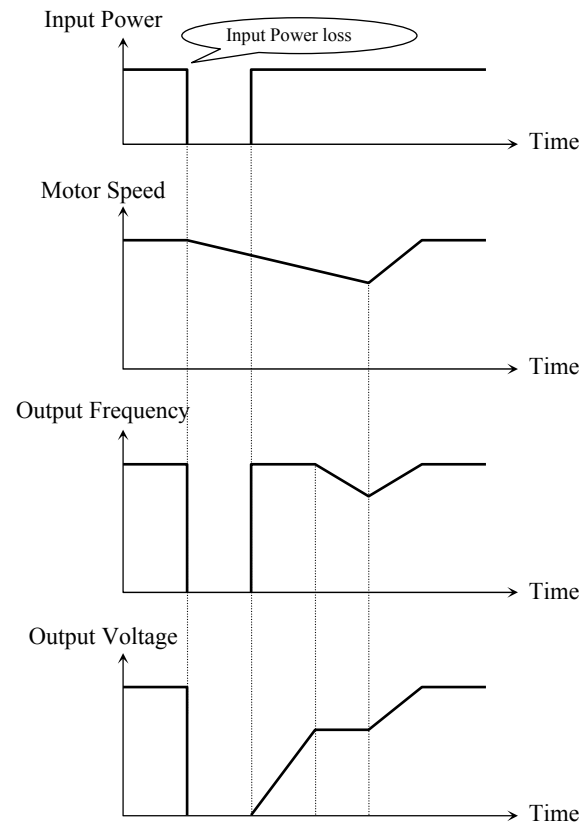 Input Power
Input Power loss
Time
Motor Speed
Time
Output Frequency
Time
Output Voltage
Time